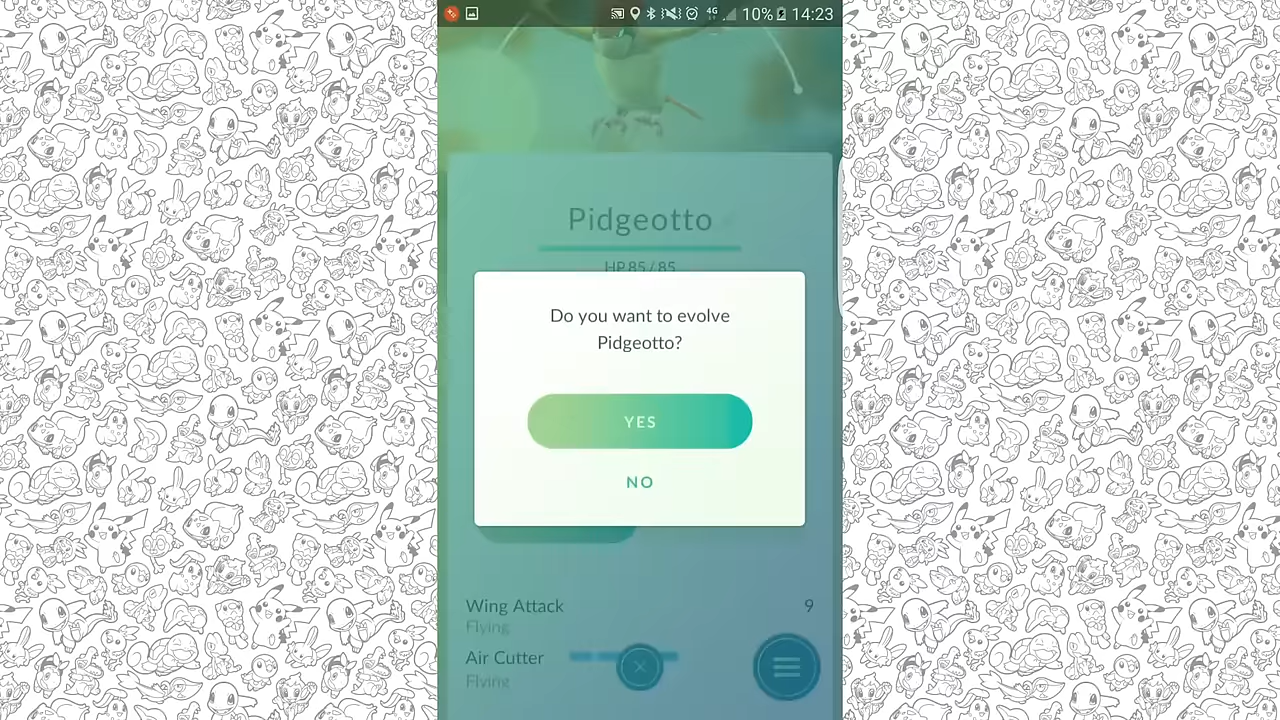 4G 10% 14:23
Pidgeotto
HP 85 / 85
Do you want to evolve
Pidgeotto?
YES
NO
Wing Attack 9
Flying
Air Cutter
Flying